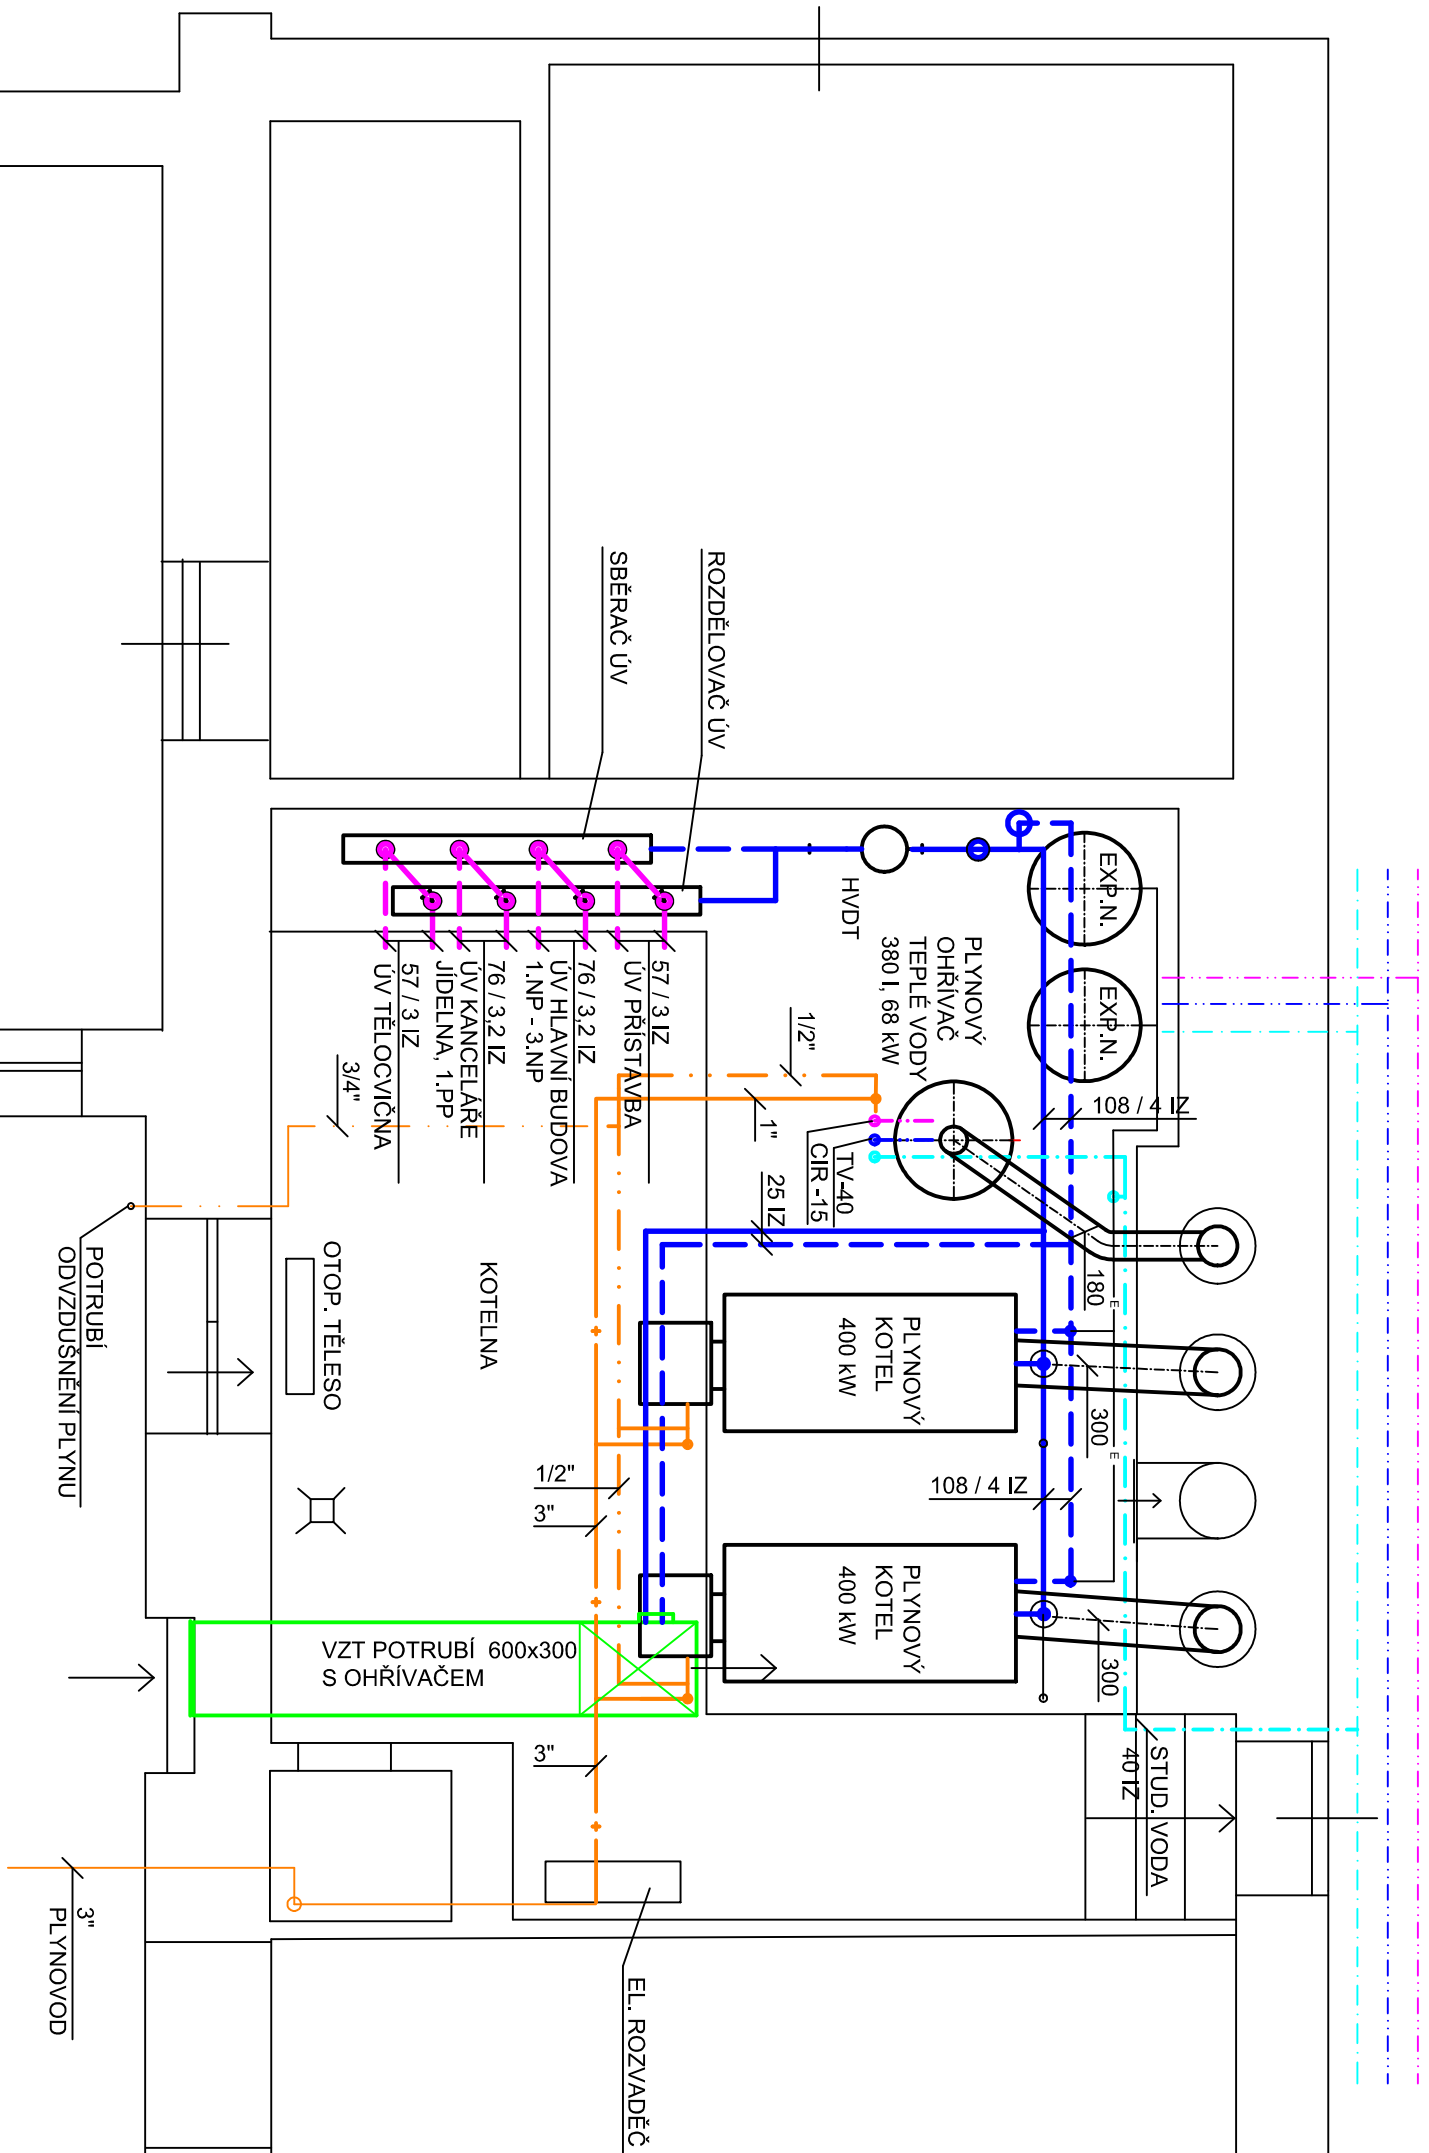 EXP.N.
EXP.N.
108 / 4 IZ
180
E
300
E
108 / 4 IZ
300
STUD. VODA
40 IZ
HVDT
PLYNOVÝ
OHŘÍVAČ
TEPLÉ VODY
380 l, 68 kW
TV-40
CIR -15
PLYNOVÝ
KOTEL
400 kW
PLYNOVÝ
KOTEL
400 kW
ROZDĚLOVAČ ÚV
SBĚRAČ ÚV
1/2"
1"
25 IZ
57 / 3 IZ
ÚV PŘÍSTAVBA
76 / 3,2 IZ
ÚV HLAVNÍ BUDOVA
1.NP - 3.NP
76 / 3,2 IZ
ÚV KANCELÁŘE
JÍDELNA, 1.PP
57 / 3 IZ
ÚV TĚLOCVIČNA
3/4"
KOTELNA
OTOP. TĚLESO
1/2"
3"
3"
VZT POTRUBÍ 600x300
S OHŘÍVAČEM
POTRUBÍ
ODVZDUŠNĚNÍ PLYNU
EL. ROZVADĚČ
3"
PLYNOVOD